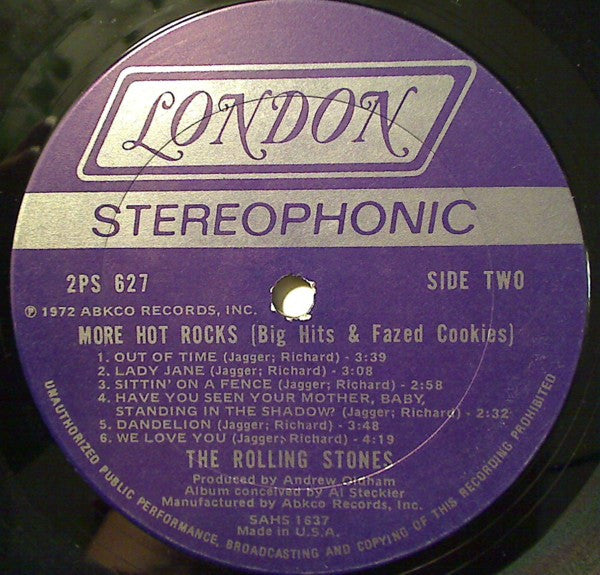 LONDON
STEREOPHONIC
2PS 627 SIDE TWO
℗ 1972 ABKCO RECORDS, INC.
MORE HOT ROCKS (Big Hits & Fazed Cookies)
1. OUT OF TIME (Jagger; Richard) - 3:39
2. LADY JANE (Jagger; Richard) - 3:08
3. SITTIN' ON A FENCE (Jagger; Richard) - 2:58
4. HAVE YOU SEEN YOUR MOTHER, BABY,
STANDING IN THE SHADOW? (Jagger; Richard) - 2:32
5. DANDELION (Jagger; Richard) - 3:48
6. WE LOVE YOU (Jagger; Richard) - 4:19
THE ROLLING STONES
Produced by Andrew Oldham
Album conceived by Al Steckler
Manufactured by Abkco Records, Inc.
SAHS 1637
Made in U.S.A.
UNAUTHORIZED PUBLIC PERFORMANCE, BROADCASTING AND COPYING OF THIS RECORDING PROHIBITED